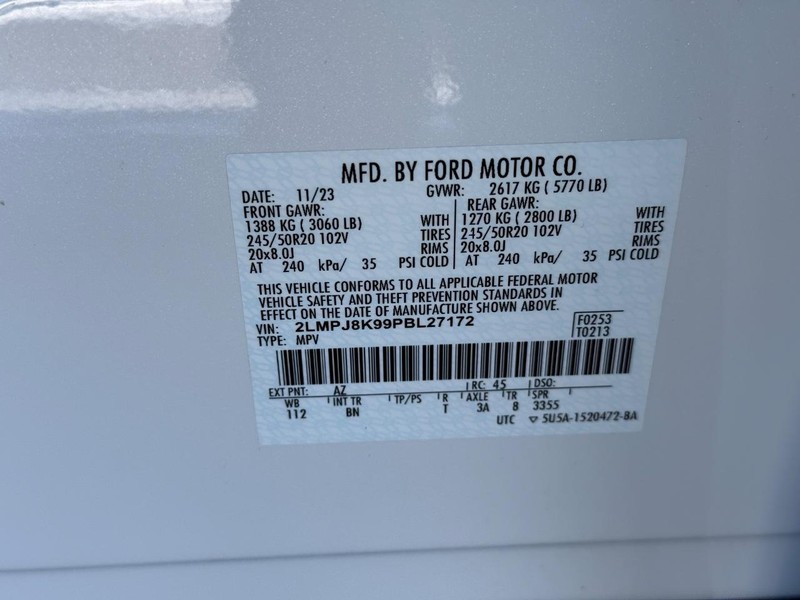 MFD. BY FORD MOTOR CO.
DATE: 11/23 GVWR: 2617 KG ( 5770 LB)
FRONT GAWR: REAR GAWR:
1388 KG ( 3060 LB) WITH 1270 KG ( 2800 LB) WITH
245/50R20 102V TIRES 245/50R20 102V TIRES
20x8.0J RIMS 20x8.0J RIMS
AT 240 kPa/ 35 PSI COLD AT 240 kPa/ 35 PSI COLD
THIS VEHICLE CONFORMS TO ALL APPLICABLE FEDERAL MOTOR
VEHICLE SAFETY AND THEFT PREVENTION STANDARDS IN
EFFECT ON THE DATE OF MANUFACTURE SHOWN ABOVE.
VIN: 2LMPJ8K99PBL27172 F0253
TYPE: MPV T0213
EXT PNT: AZ RC: 45 DSO:
WB INT TR TP/PS R AXLE TR SPR
112 BN T 3A 8 3355
UTC ▽ 5U5A-1520472-BA